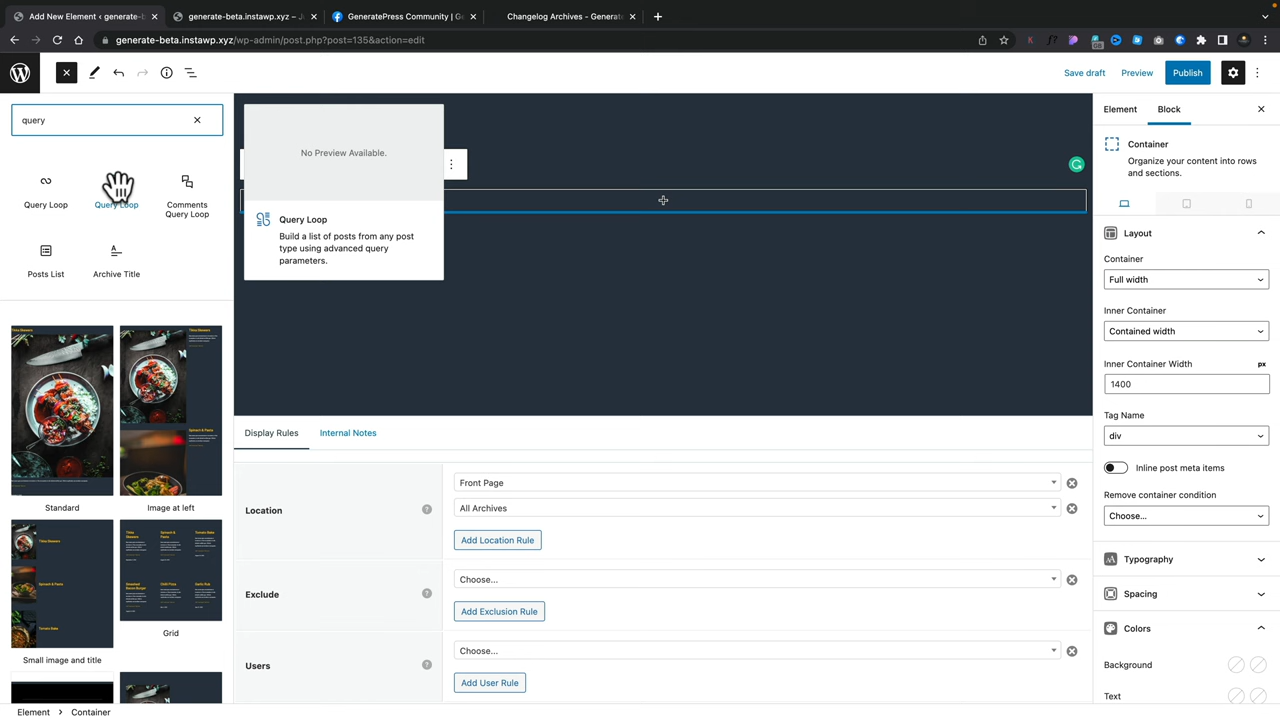 Add New Element ‹ generate-b
generate-beta.instawp.xyz – J
GeneratePress Community | G
Changelog Archives - Generat
generate-beta.instawp.xyz/wp-admin/post.php?post=135&action=edit
Save draft
Preview
Publish
query
Query Loop
Query Loop
Comments
Query Loop
Posts List
Archive Title
Standard
Image at left
Small image and title
Grid
No Preview Available.
Query Loop
Build a list of posts from any post
type using advanced query
parameters.
Display Rules
Internal Notes
Location
Front Page
All Archives
Add Location Rule
Exclude
Choose...
Add Exclusion Rule
Users
Choose...
Add User Rule
Element
Block
Container
Organize your content into rows
and sections.
Layout
Container
Full width
Inner Container
Contained width
Inner Container Width
px
1400
Tag Name
div
Inline post meta items
Remove container condition
Choose...
Typography
Spacing
Colors
Background
Text
Element > Container